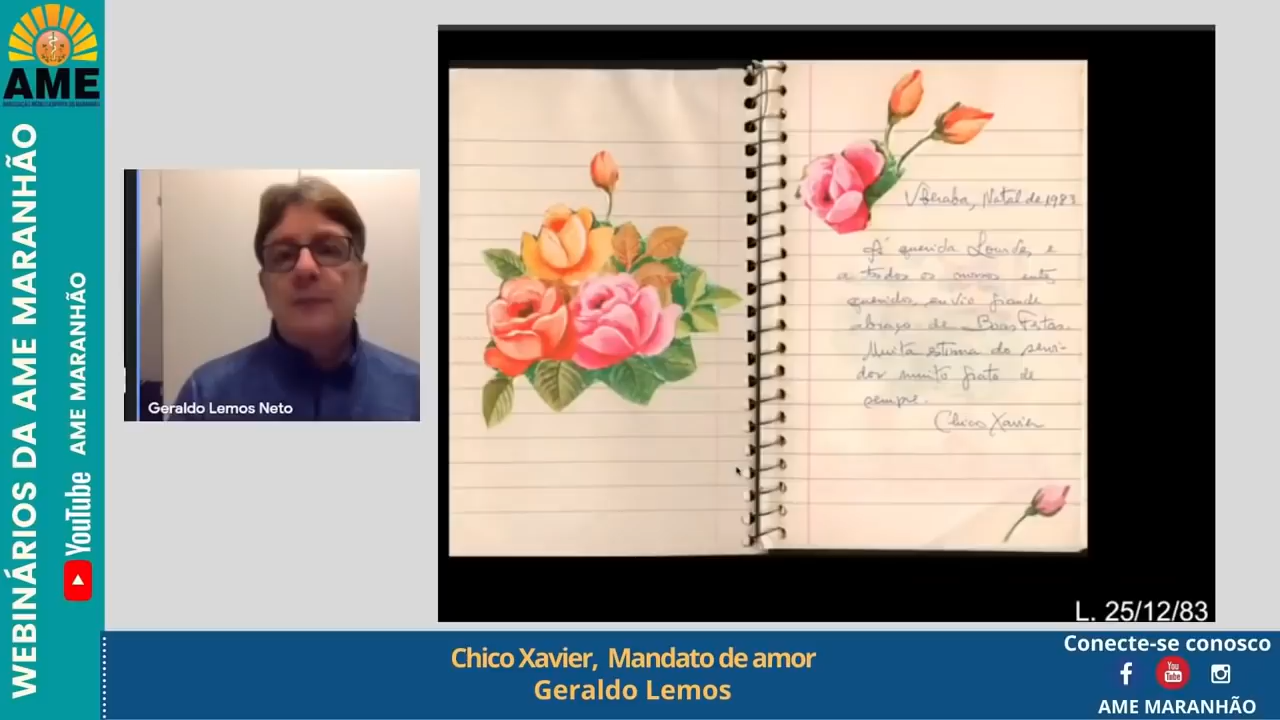 AME
WEBINÁRIOS DA AME MARANHÃO
YouTube AME MARANHÃO
Geraldo Lemos Neto
Uberaba, Natal de 1983
Á querida Lourdes, e
a todos os nossos entes
queridos, envio grande
abraço de Boas Festas.
Muita estima do servi-
dor muito grato de
sempre.
Chico Xavier
L. 25/12/83
Chico Xavier, Mandato de amor
Geraldo Lemos
Conecte-se conosco
You
Tube
AME MARANHÃO